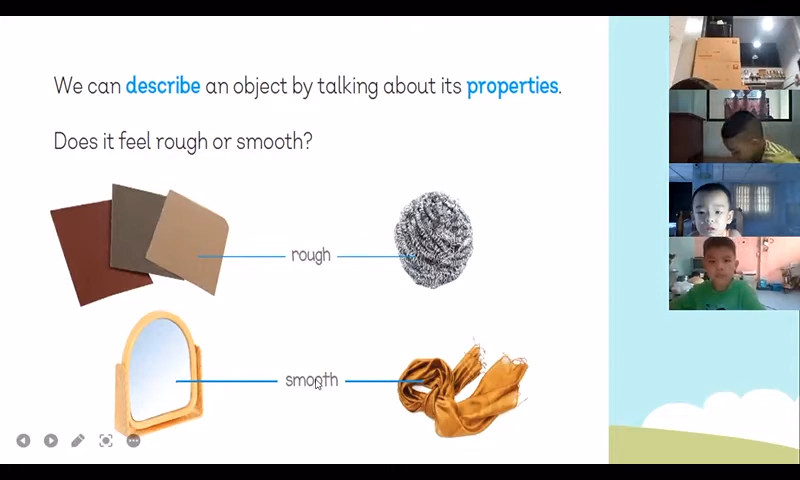 We can describe an object by talking about its properties.
Does it feel rough or smooth?
rough
smooth